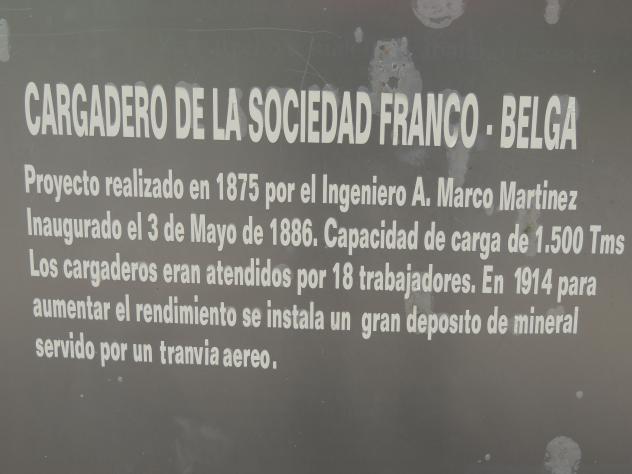 CARGADERO DE LA SOCIEDAD FRANCO - BELGA
Proyecto realizado en 1875 por el Ingeniero A. Marco Martinez
Inaugurado el 3 de Mayo de 1886. Capacidad de carga de 1.500 Tms
Los cargaderos eran atendidos por 18 trabajadores. En 1914 para
aumentar el rendimiento se instala un gran deposito de mineral
servido por un tranvia aereo.